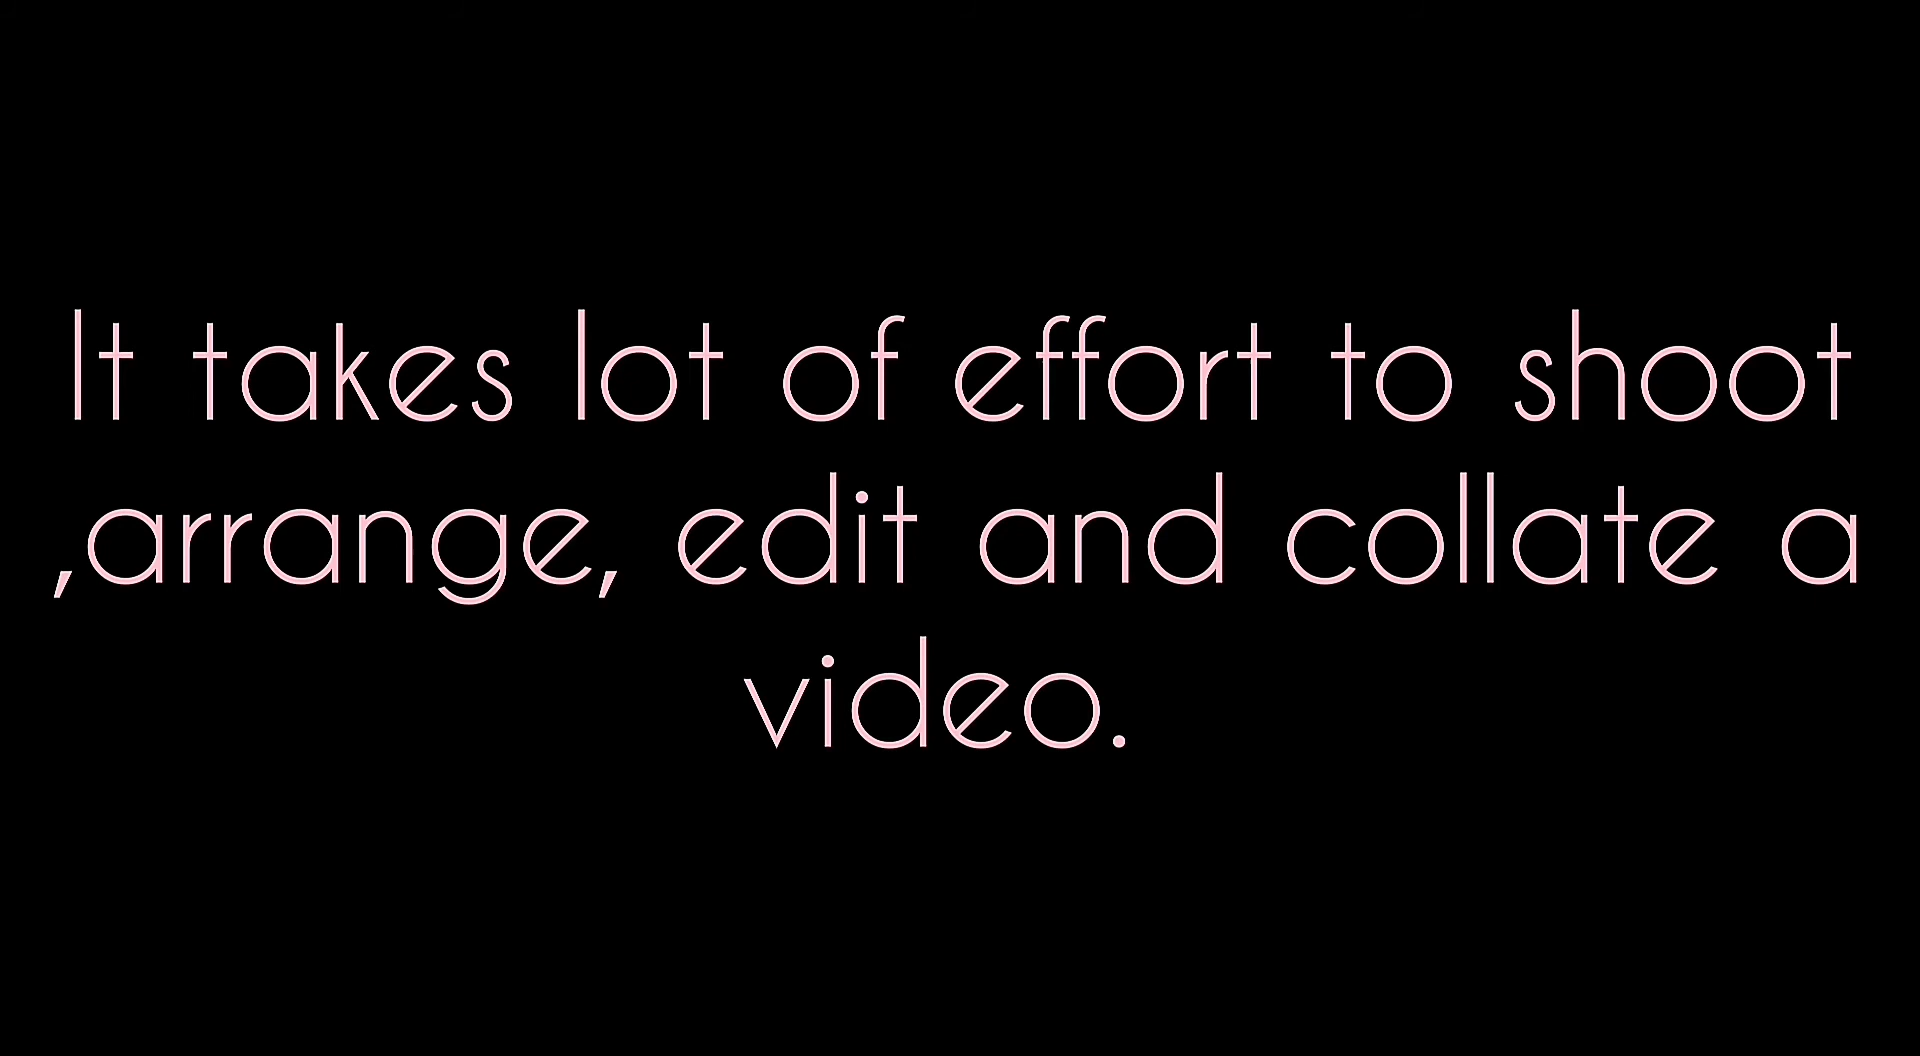 It takes lot of effort to shoot
,arrange, edit and collate a
video.